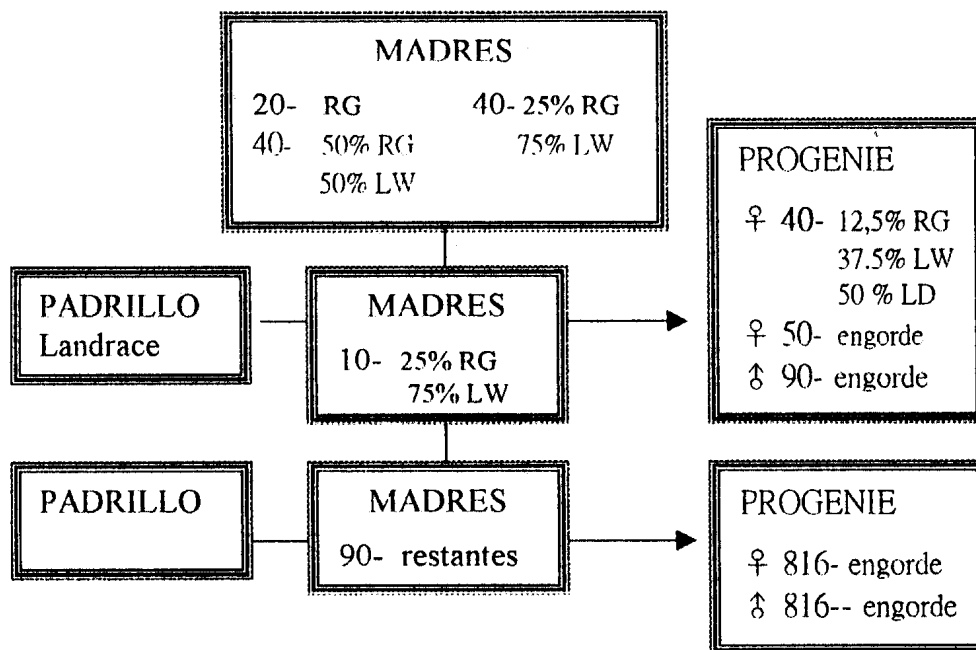 MADRES
20- RG 40- 25% RG
40- 50% RG 75% LW
50% LW
PADRILLO
Landrace
MADRES
10- 25% RG
75% LW
PROGENIE
♀ 40- 12,5% RG
37.5% LW
50 % LD
♀ 50- engorde
♂ 90- engorde
PADRILLO
MADRES
90- restantes
PROGENIE
♀ 816- engorde
♂ 816-- engorde